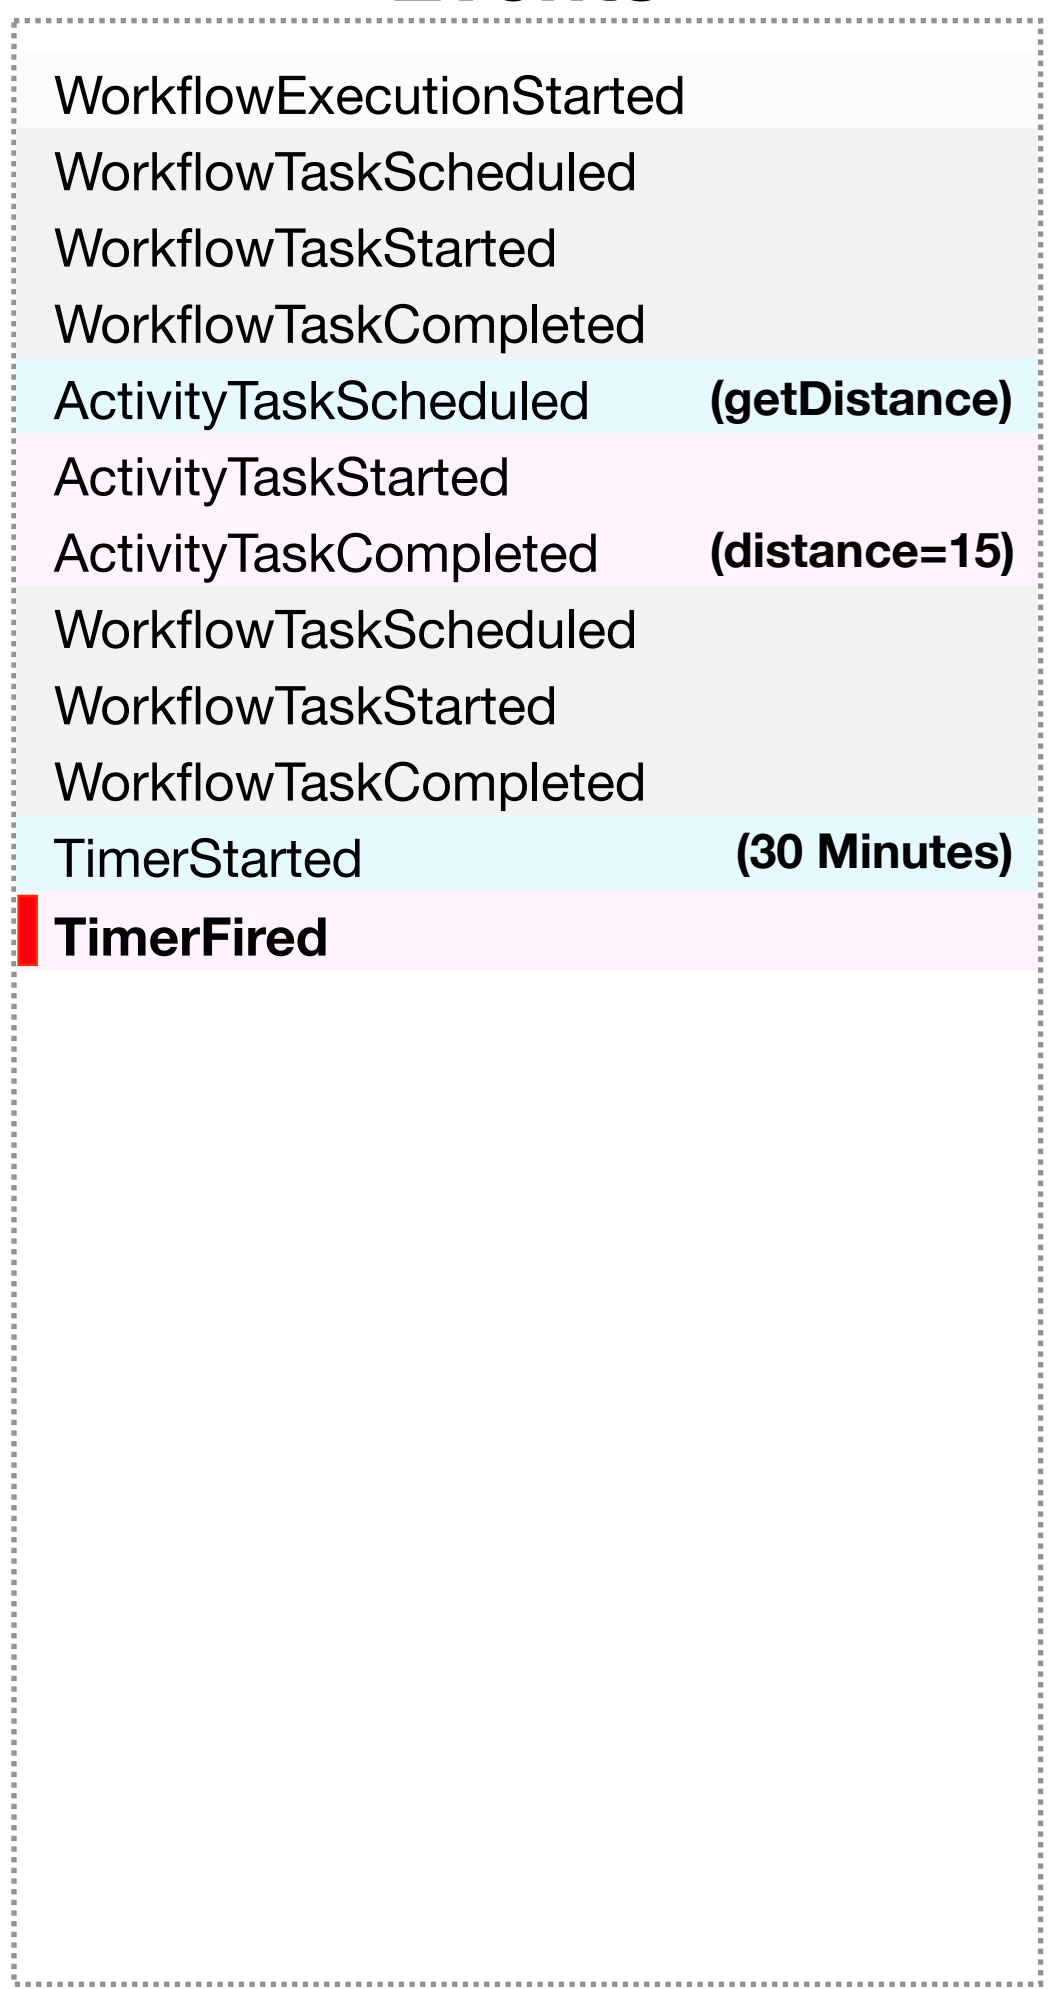 WorkflowExecutionStarted
WorkflowTaskScheduled
WorkflowTaskStarted
WorkflowTaskCompleted
ActivityTaskScheduled (getDistance)
ActivityTaskStarted
ActivityTaskCompleted (distance=15)
WorkflowTaskScheduled
WorkflowTaskStarted
WorkflowTaskCompleted
TimerStarted (30 Minutes)
TimerFired